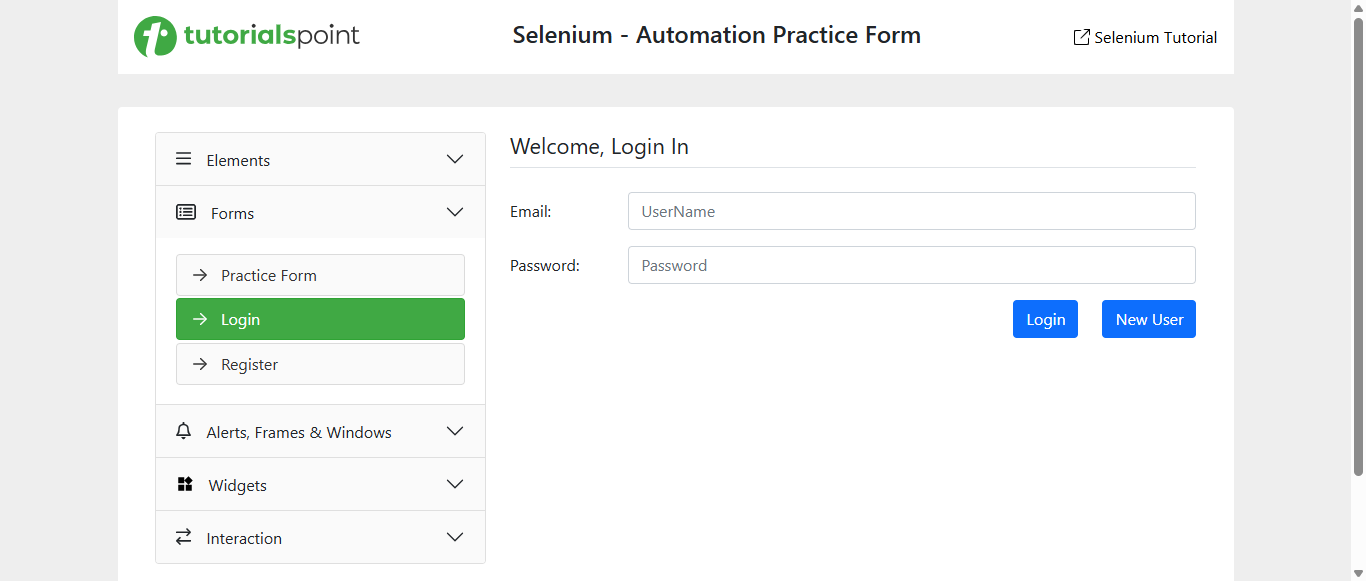 tutorialspoint
Selenium - Automation Practice Form
Selenium Tutorial
Elements
Forms
Practice Form
Login
Register
Alerts, Frames & Windows
Widgets
Interaction
Welcome, Login In
Email:
UserName
Password:
Password
Login
New User